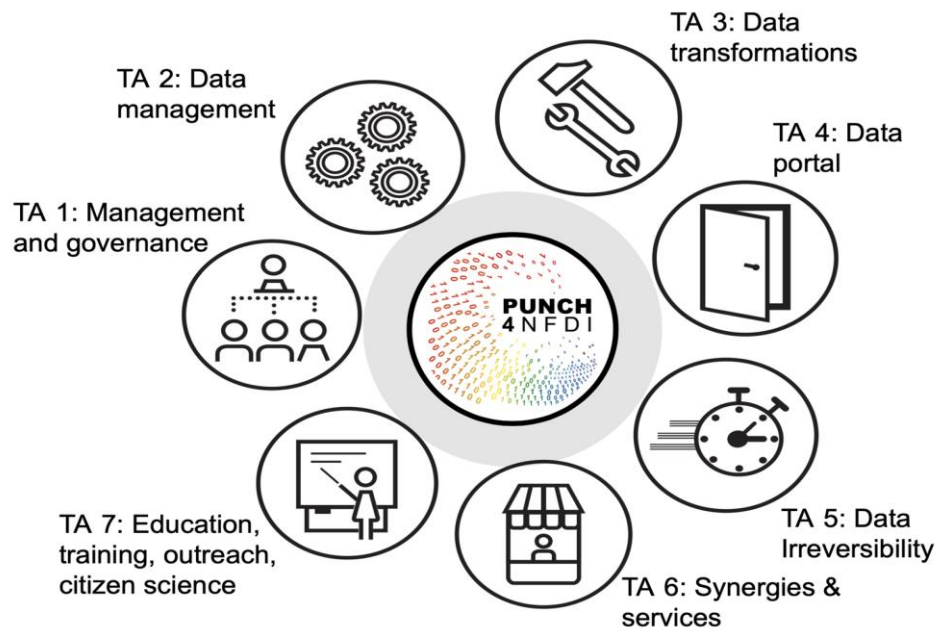 TA 3: Data
transformations
TA 2: Data
management
TA 4: Data
portal
TA 1: Management
and governance
PUNCH
4NFDI
TA 7: Education,
training, outreach,
citizen science
TA 5: Data
Irreversibility
TA 6: Synergies &
services